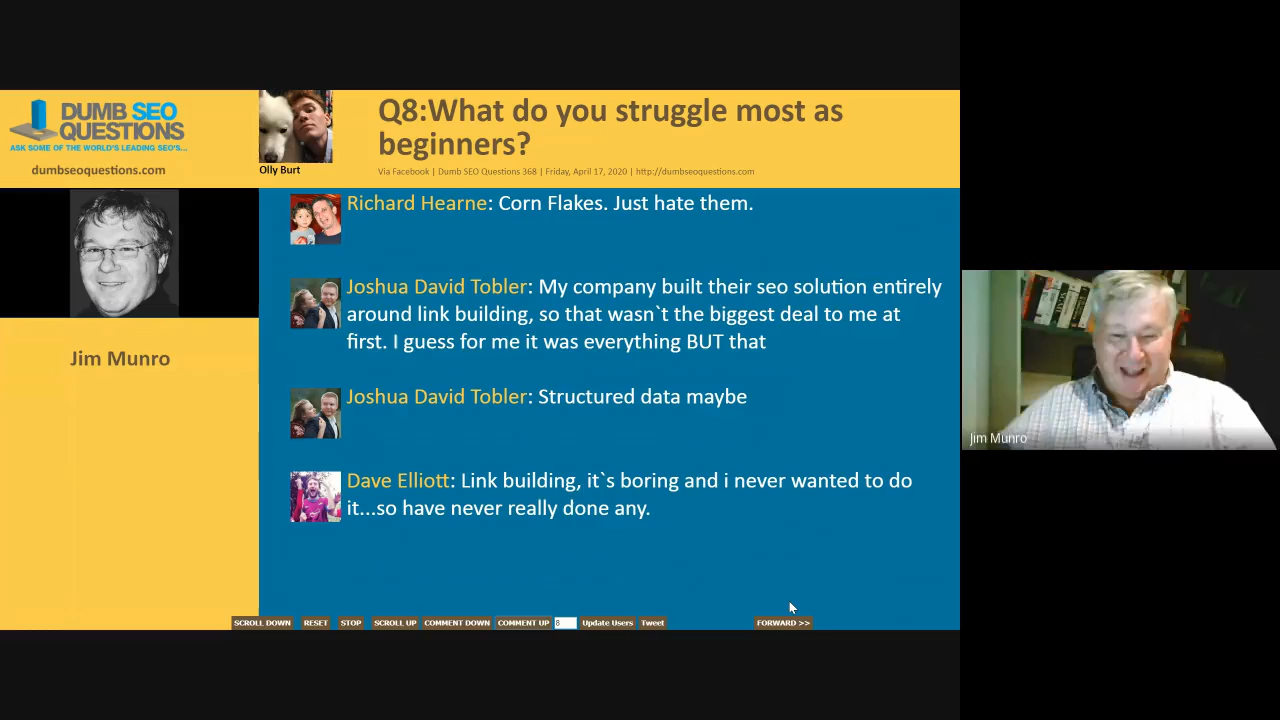 DUMB SEO
QUESTIONS
ASK SOME OF THE WORLD'S LEADING SEO'S...
dumbseoquestions.com
Olly Burt
Q8:What do you struggle most as
beginners?
Via Facebook | Dumb SEO Questions 368 | Friday, April 17, 2020 | http://dumbseoquestions.com
Jim Munro
Richard Hearne: Corn Flakes. Just hate them.
Joshua David Tobler: My company built their seo solution entirely
around link building, so that wasn`t the biggest deal to me at
first. I guess for me it was everything BUT that
Joshua David Tobler: Structured data maybe
Dave Elliott: Link building, it`s boring and i never wanted to do
it...so have never really done any.
SCROLL DOWN RESET STOP SCROLL UP COMMENT DOWN COMMENT UP 8 Update Users Tweet FORWARD >>
Jim Munro